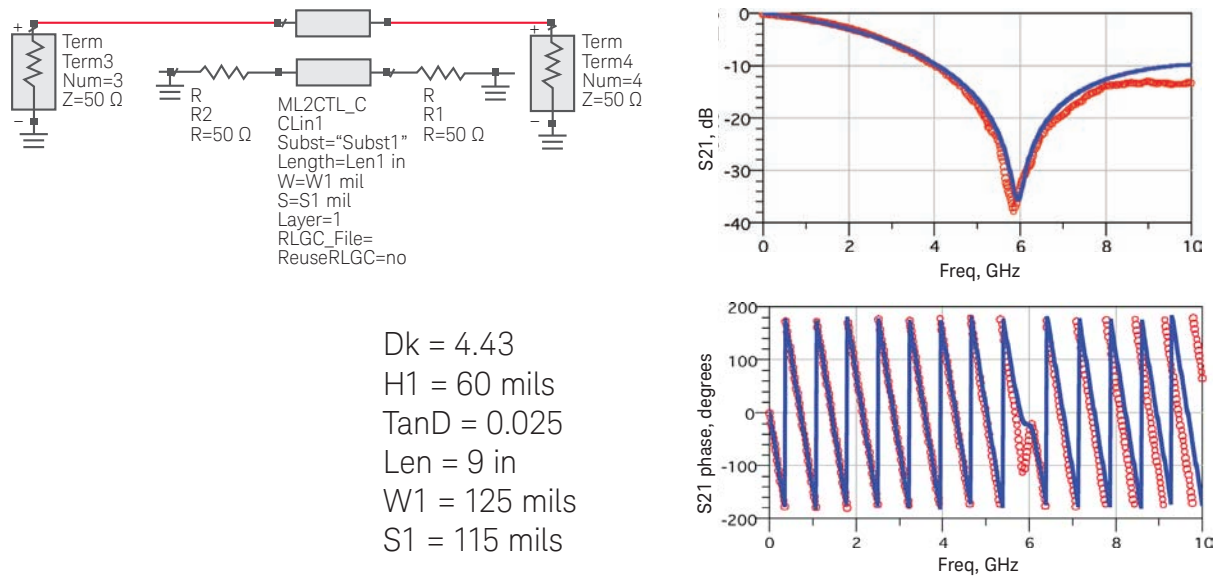 +
Term
Term3
Num=3
Z=50 Ω
–
R
R2
R=50 Ω
ML2CTL_C
CLin1
Subst=“Subst1”
Length=Len1 in
W=W1 mil
S=S1 mil
Layer=1
RLGC_File=
ReuseRLGC=no
R
R1
R=50 Ω
+
Term
Term4
Num=4
Z=50 Ω
–
Dk = 4.43
H1 = 60 mils
TanD = 0.025
Len = 9 in
W1 = 125 mils
S1 = 115 mils
S21, dB
0
-10
-20
-30
-40
0 2 4 6 8 10
Freq, GHz
S21 phase, degrees
200
100
0
-100
-200
0 2 4 6 8 10
Freq, GHz